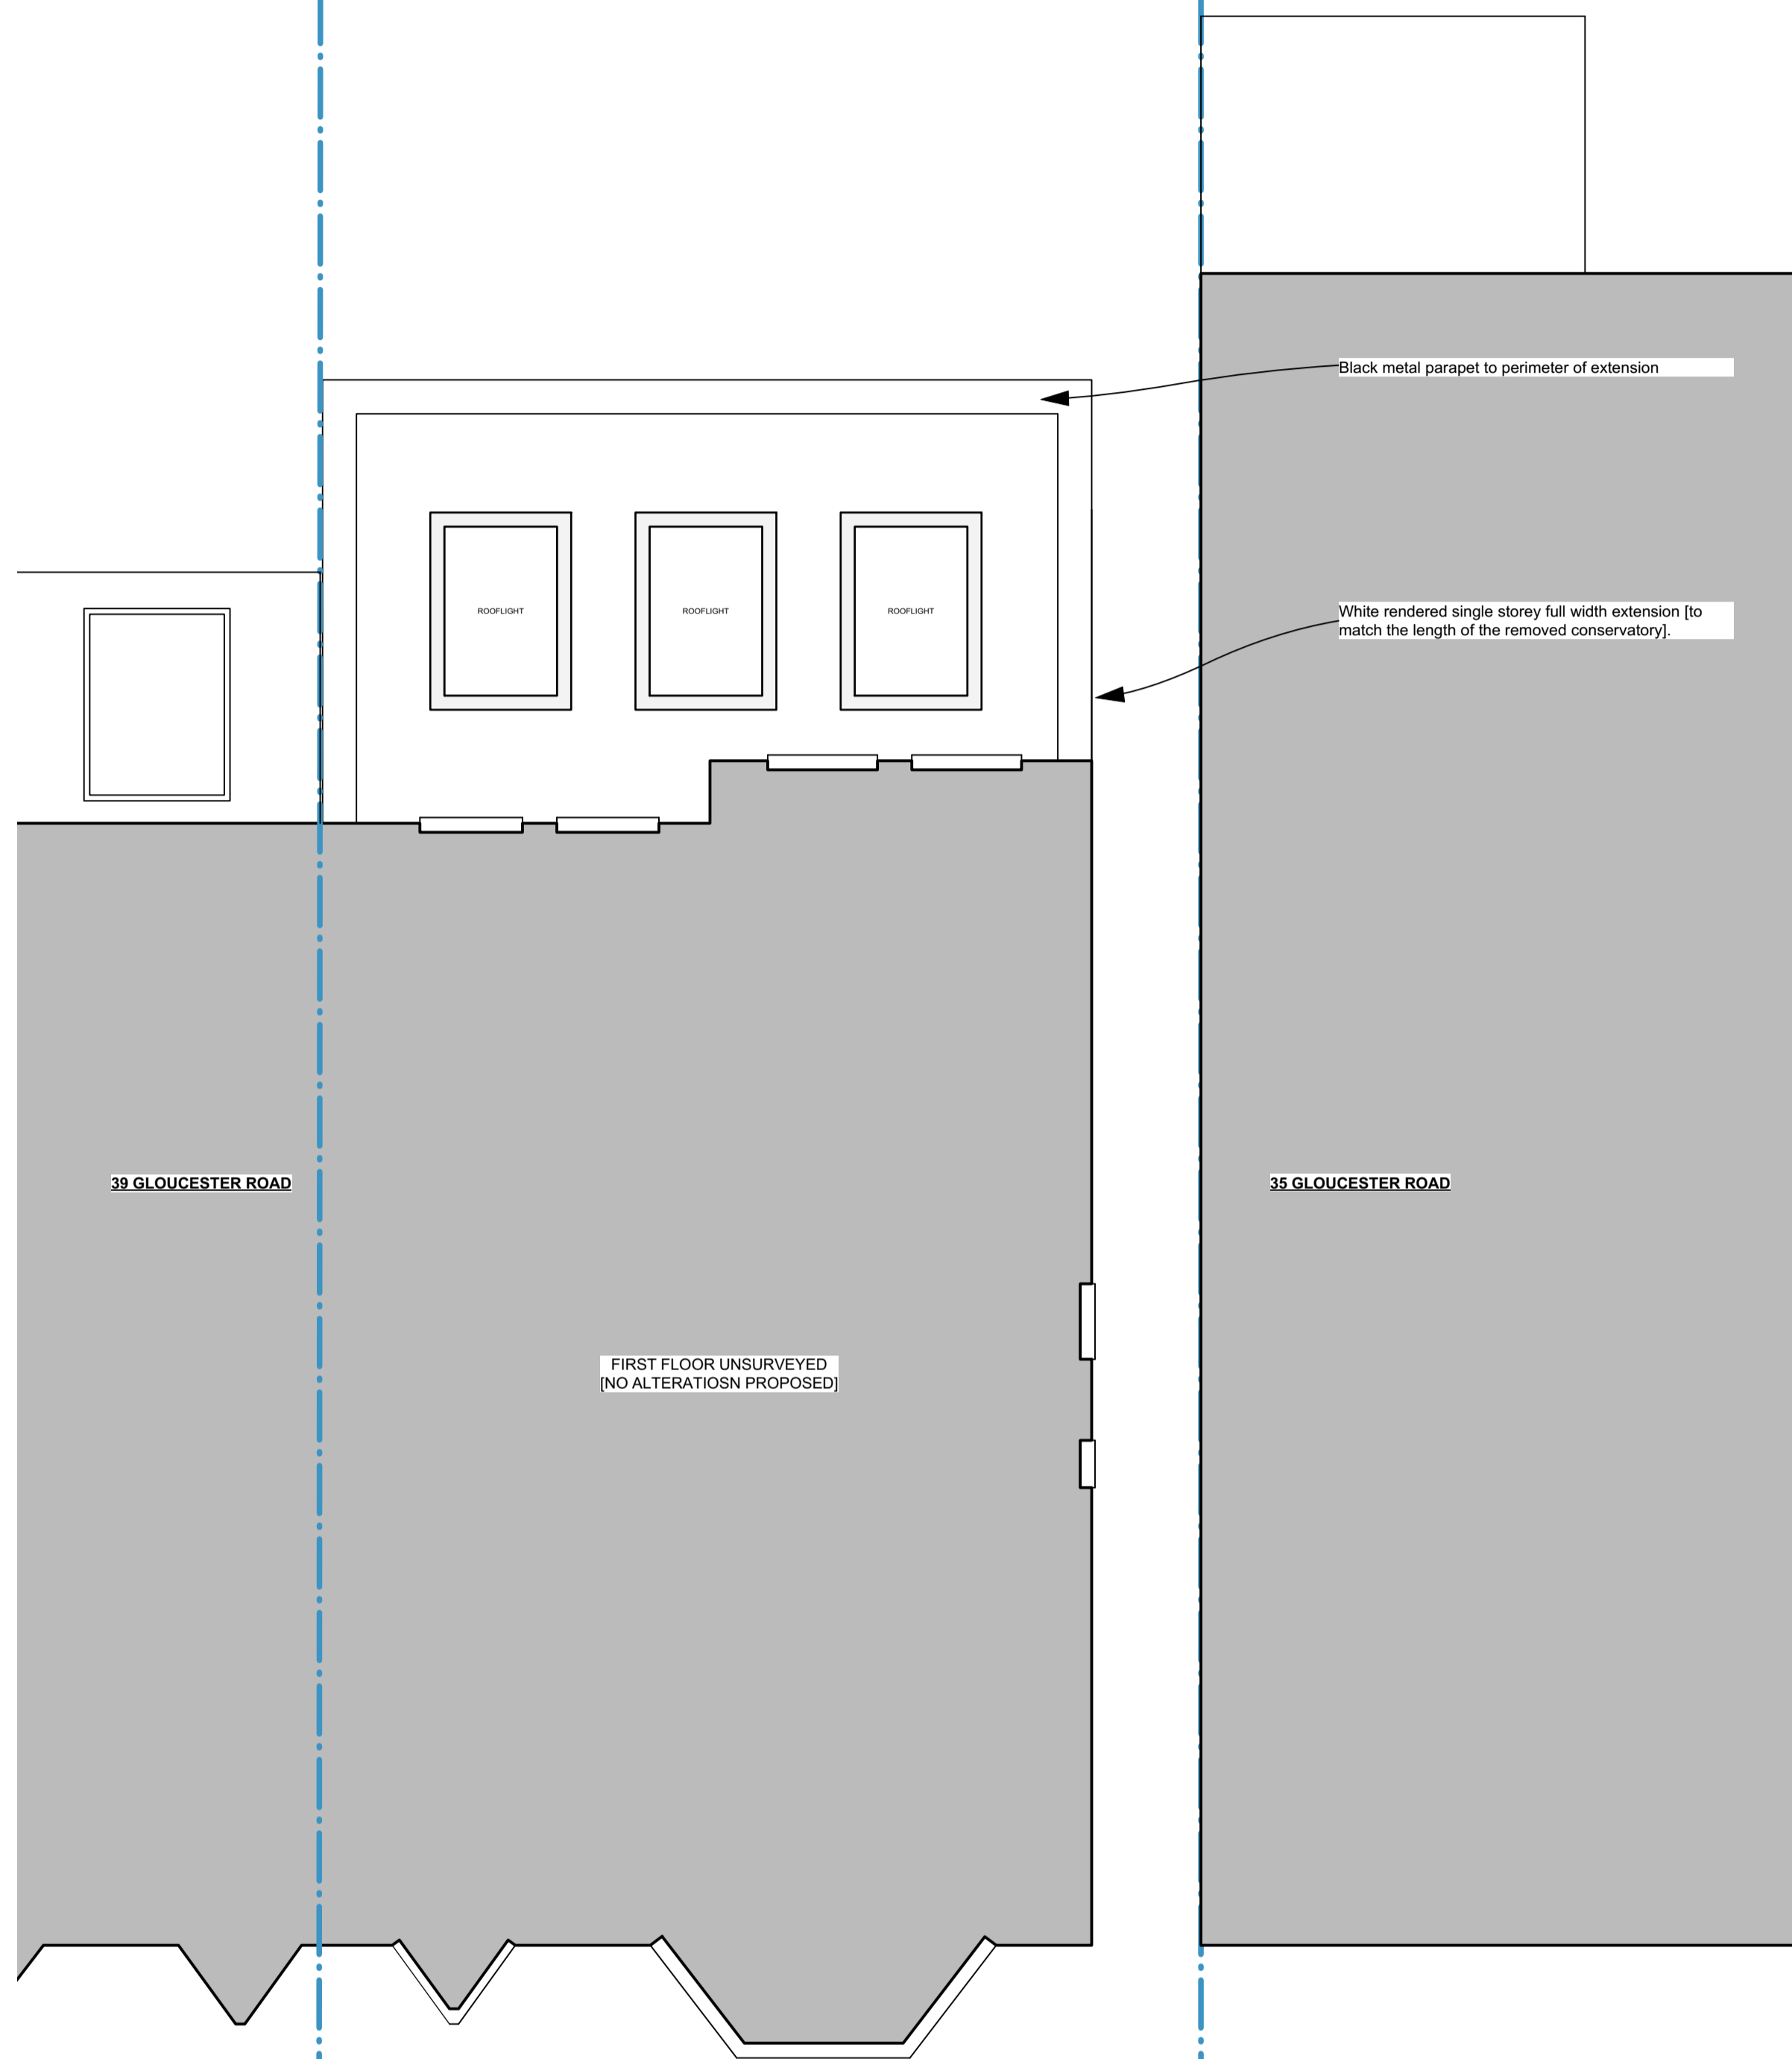 Black metal parapet to perimeter of extension
ROOFLIGHT
ROOFLIGHT
ROOFLIGHT
White rendered single storey full width extension [to
match the length of the removed conservatory].
39 GLOUCESTER ROAD
35 GLOUCESTER ROAD
FIRST FLOOR UNSURVEYED
[NO ALTERATIOSN PROPOSED]